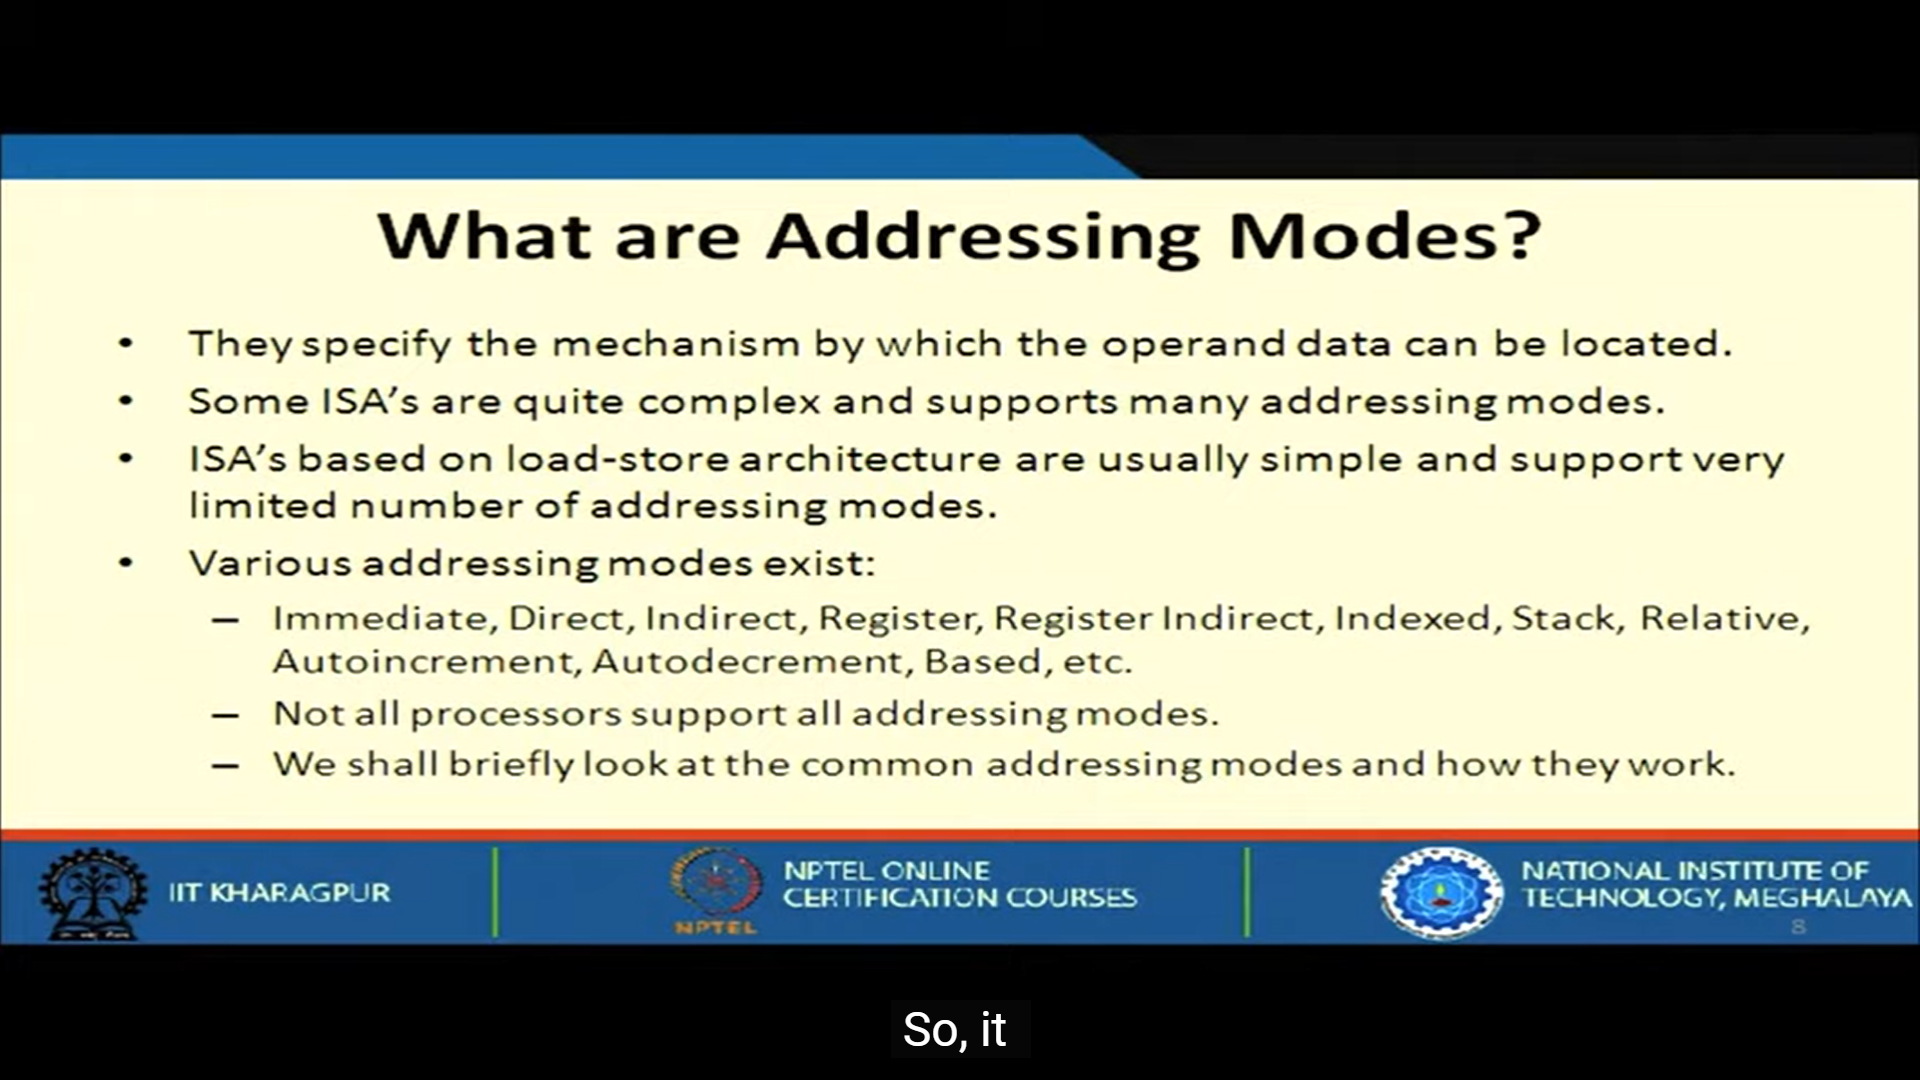 What are Addressing Modes?
• They specify the mechanism by which the operand data can be located.
• Some ISA’s are quite complex and supports many addressing modes.
• ISA’s based on load-store architecture are usually simple and support very
limited number of addressing modes.
• Various addressing modes exist:
– Immediate, Direct, Indirect, Register, Register Indirect, Indexed, Stack, Relative,
Autoincrement, Autodecrement, Based, etc.
– Not all processors support all addressing modes.
– We shall briefly look at the common addressing modes and how they work.
IIT KHARAGPUR
NPTEL
NPTEL ONLINE
CERTIFICATION COURSES
NATIONAL INSTITUTE OF
TECHNOLOGY, MEGHALAYA
8
So, it